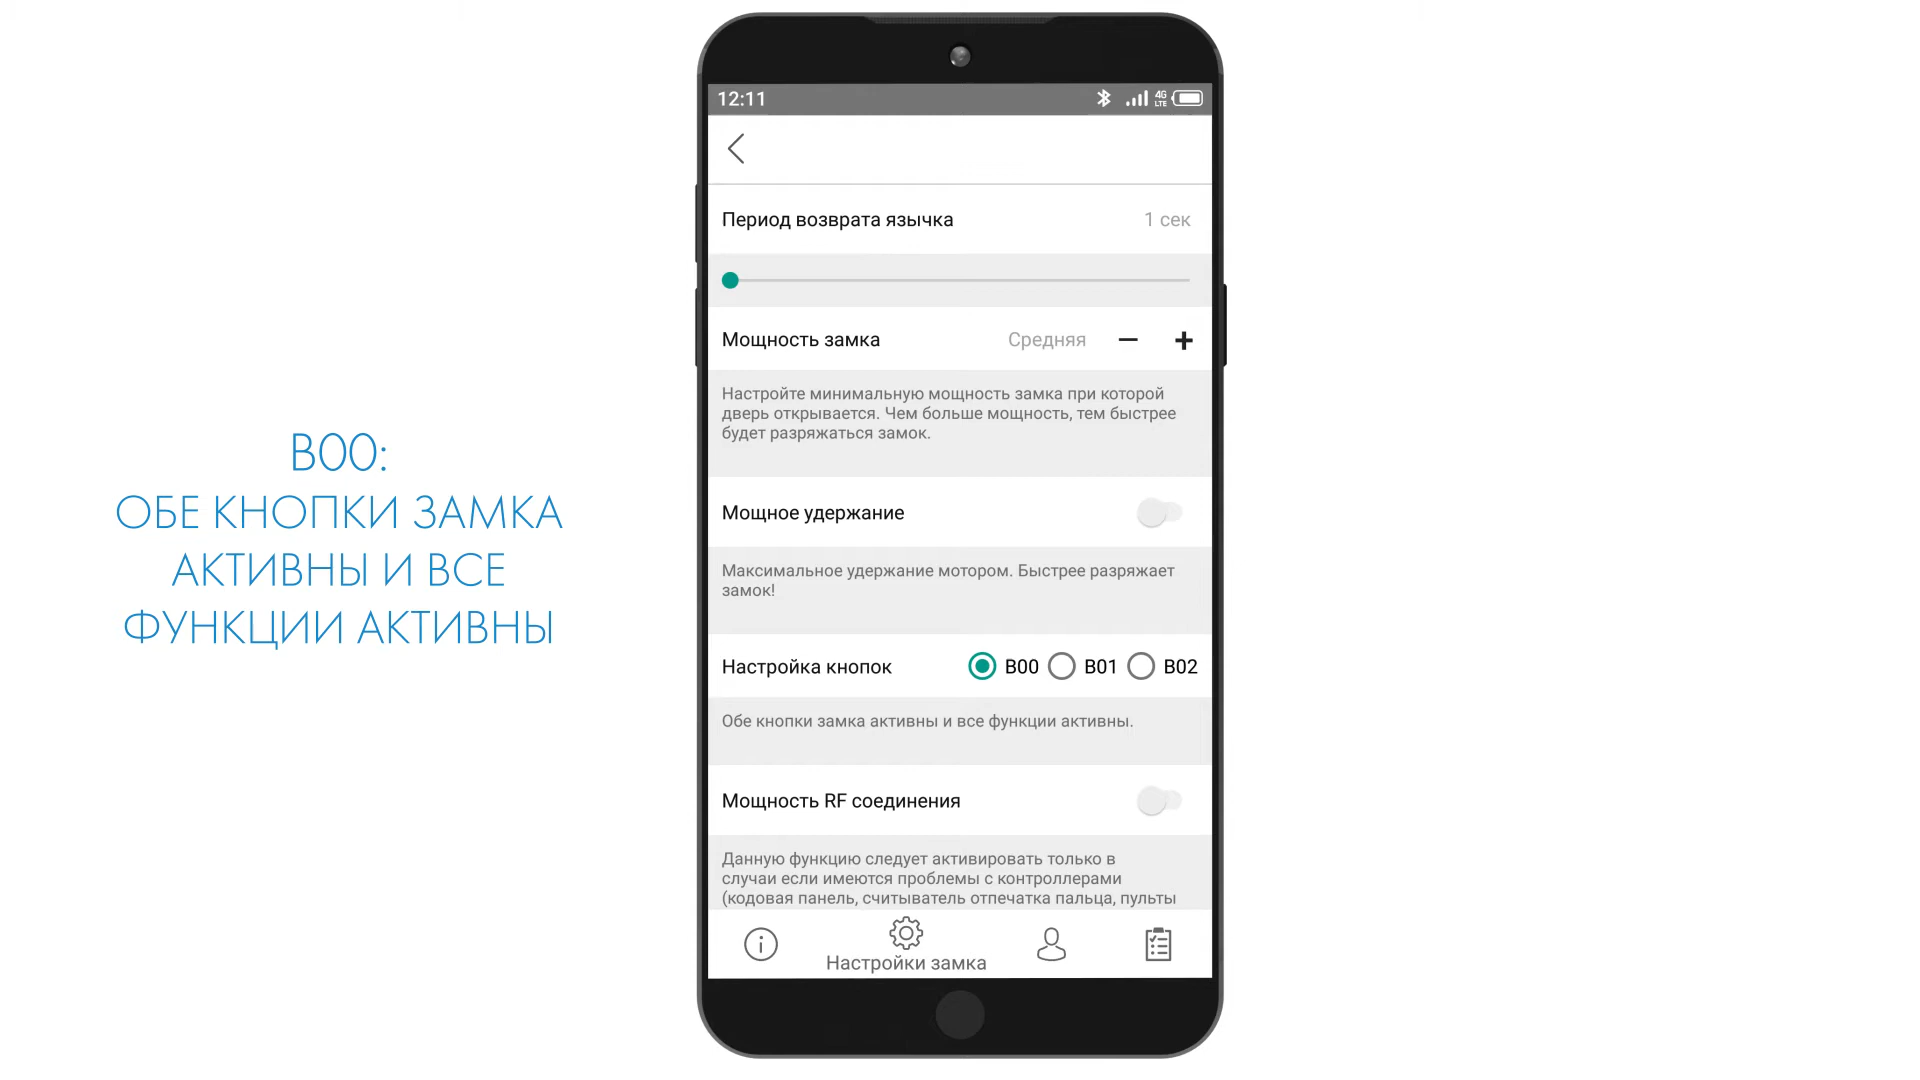 B00:
ОБЕ КНОПКИ ЗАМКА
АКТИВНЫ И ВСЕ
ФУНКЦИИ АКТИВНЫ
12:11
4G
LTE
Период возврата язычка 1 сек
Мощность замка Средняя − +
Настройте минимальную мощность замка при которой
дверь открывается. Чем больше мощность, тем быстрее
будет разряжаться замок.
Мощное удержание
Максимальное удержание мотором. Быстрее разряжает
замок!
Настройка кнопок B00 B01 B02
Обе кнопки замка активны и все функции активны.
Мощность RF соединения
Данную функцию следует активировать только в
случаи если имеются проблемы с контроллерами
(кодовая панель, считыватель отпечатка пальца, пульты
Настройки замка